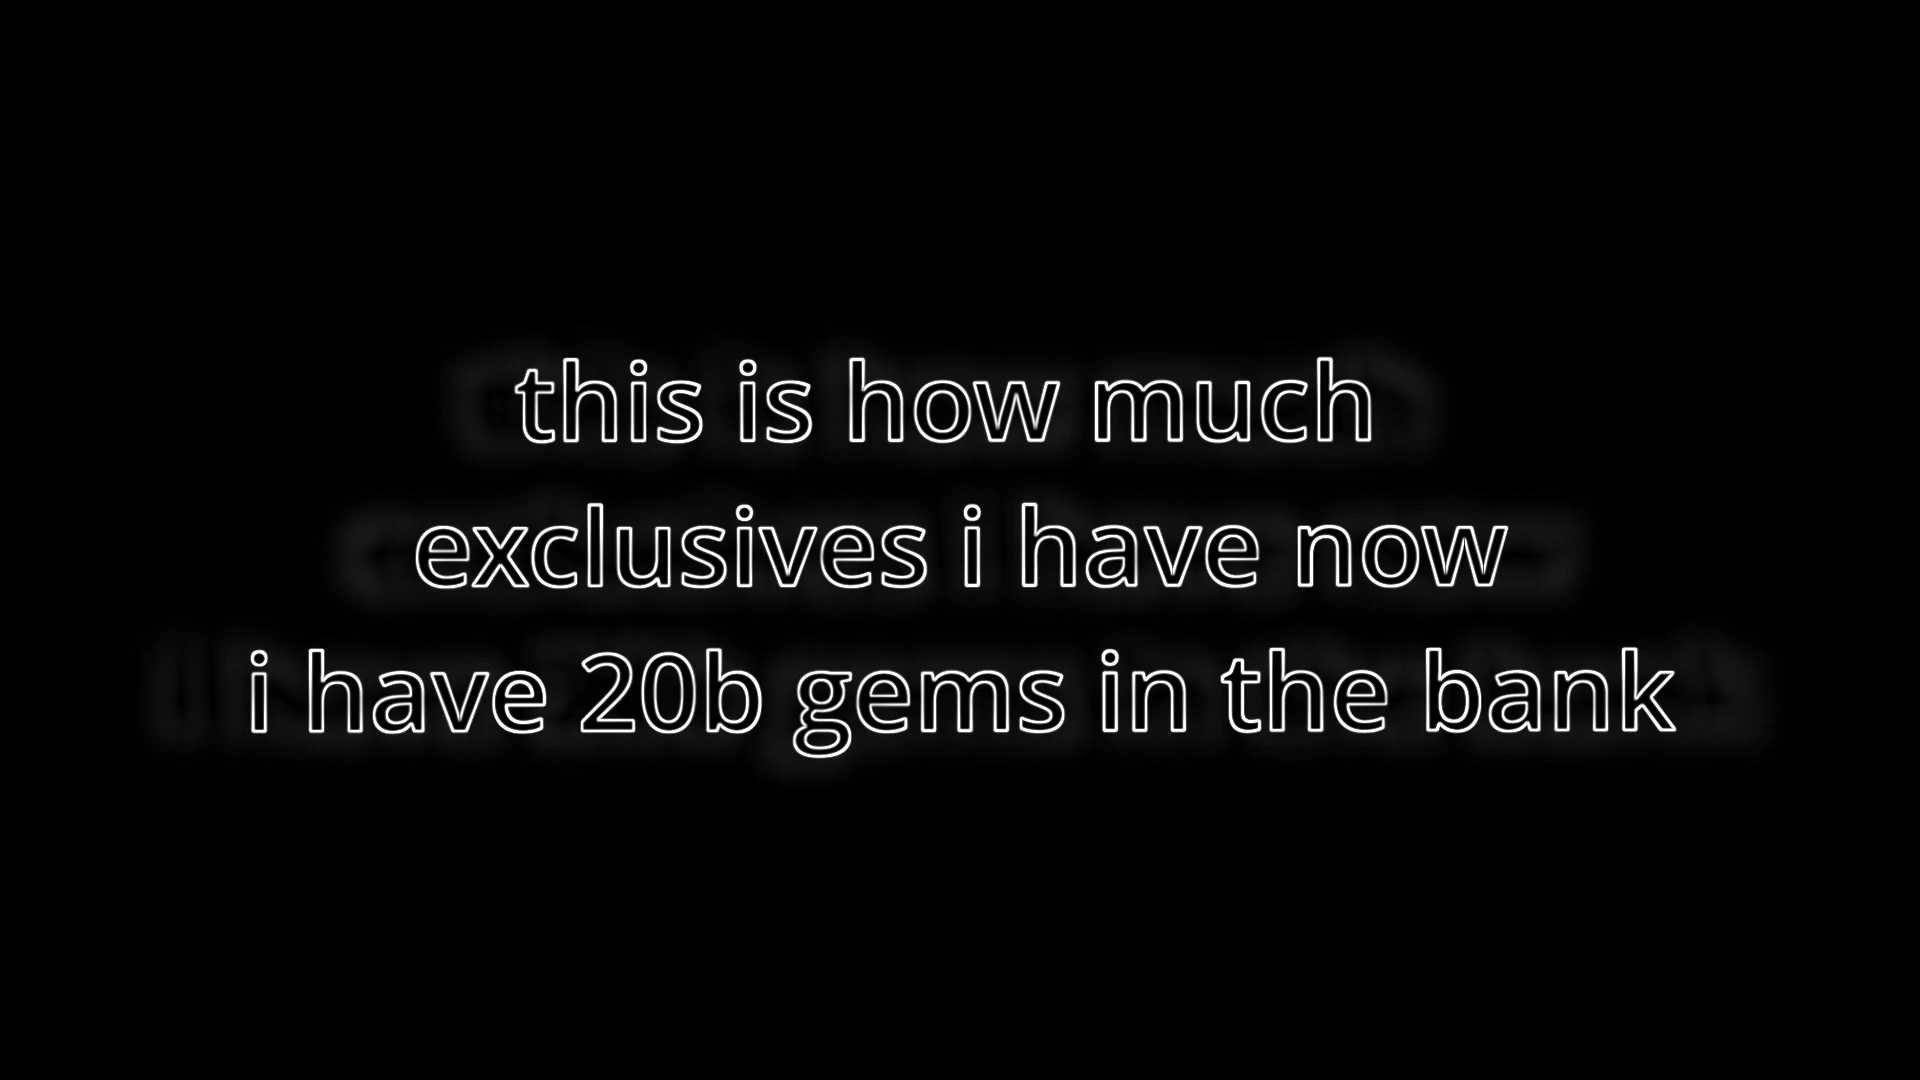 this is how much
exclusives i have now
i have 20b gems in the bank